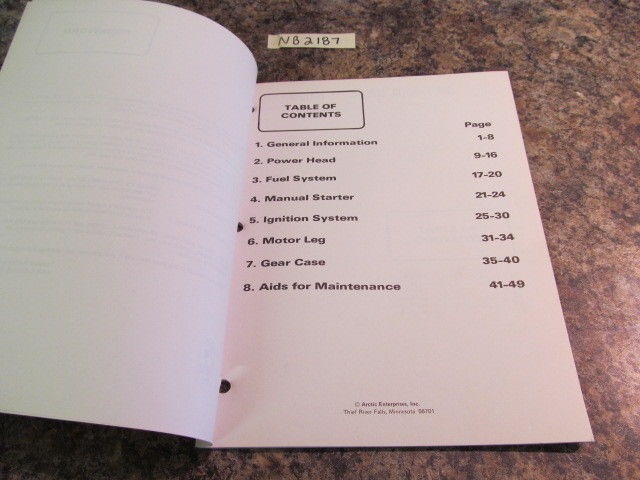 NB2187
TABLE OF
CONTENTS
Page
1. General Information 1-8
2. Power Head 9-16
3. Fuel System 17-20
4. Manual Starter 21-24
5. Ignition System 25-30
6. Motor Leg 31-34
7. Gear Case 35-40
8. Aids for Maintenance 41-49
© Arctic Enterprises, Inc.
Thief River Falls, Minnesota 56701